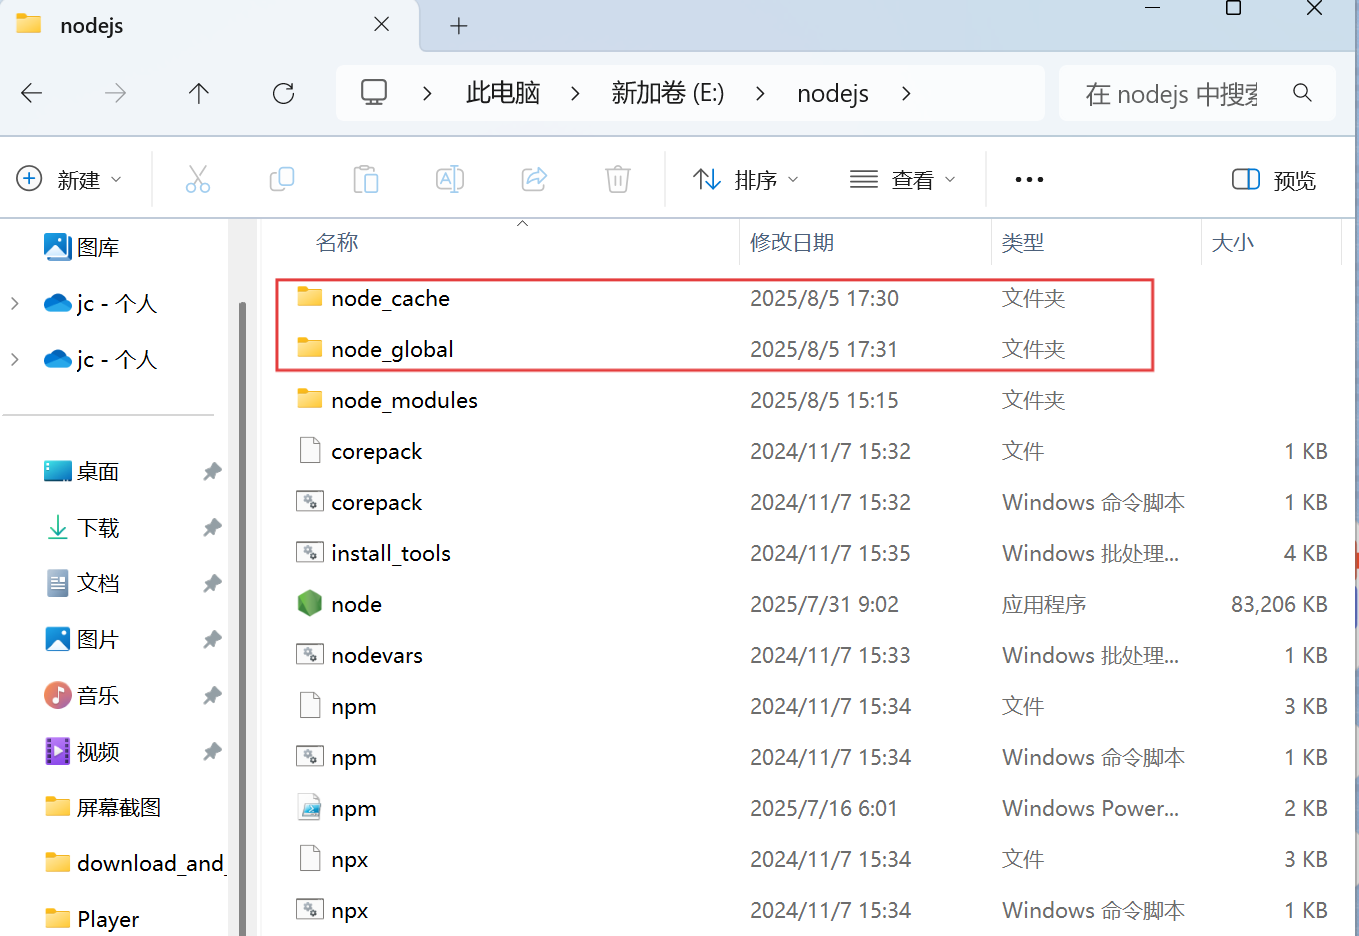 nodejs
此电脑
新加卷 (E:)
nodejs
在 nodejs 中搜索
新建
排序
查看
预览
图库
jc - 个人
jc - 个人
桌面
下载
文档
图片
音乐
视频
屏幕截图
download_and_
Player
名称 修改日期 类型 大小
node_cache 2025/8/5 17:30 文件夹
node_global 2025/8/5 17:31 文件夹
node_modules 2025/8/5 15:15 文件夹
corepack 2024/11/7 15:32 文件 1 KB
corepack 2024/11/7 15:32 Windows 命令脚本 1 KB
install_tools 2024/11/7 15:35 Windows 批处理... 4 KB
node 2025/7/31 9:02 应用程序 83,206 KB
nodevars 2024/11/7 15:33 Windows 批处理... 1 KB
npm 2024/11/7 15:34 文件 3 KB
npm 2024/11/7 15:34 Windows 命令脚本 1 KB
npm 2025/7/16 6:01 Windows Power... 2 KB
npx 2024/11/7 15:34 文件 3 KB
npx 2024/11/7 15:34 Windows 命令脚本 1 KB